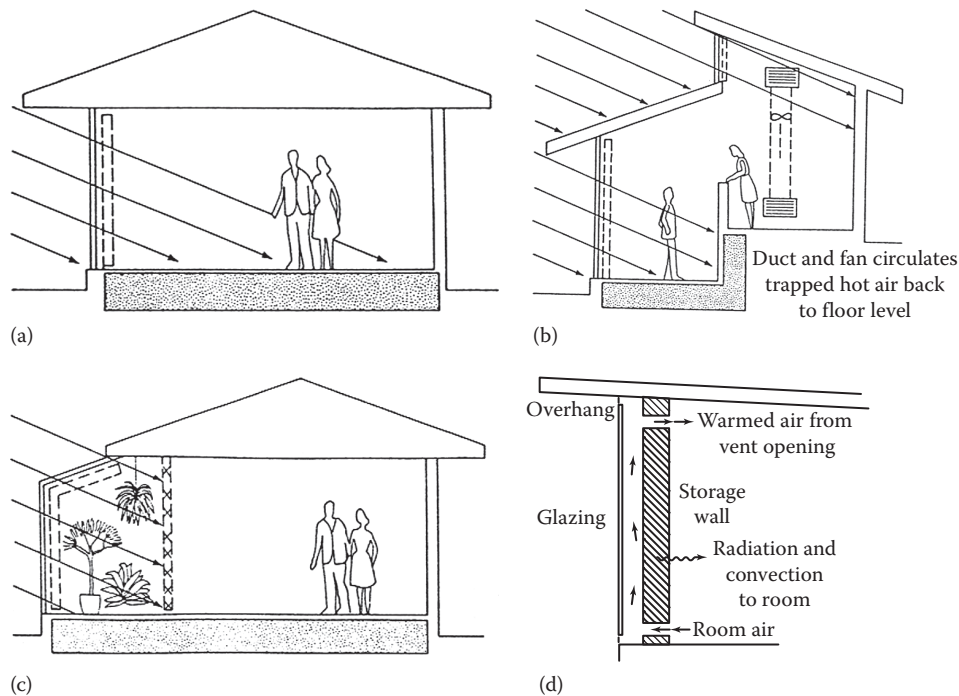 (a)
Duct and fan circulates
trapped hot air back
to floor level
(b)
(c)
Overhang
Warmed air from
vent opening
Glazing
Storage
wall
Radiation and
convection
to room
Room air
(d)